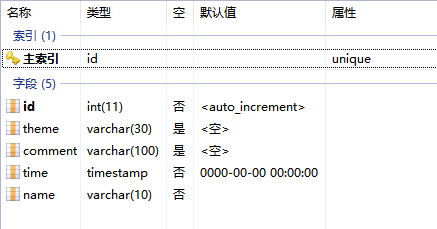 名称 类型 空 默认值 属性
索引 (1)
主索引 id unique
字段 (5)
id int(11) 否 <auto_increment>
theme varchar(30) 是 <空>
comment varchar(100) 是 <空>
time timestamp 否 0000-00-00 00:00:00
name varchar(10) 否